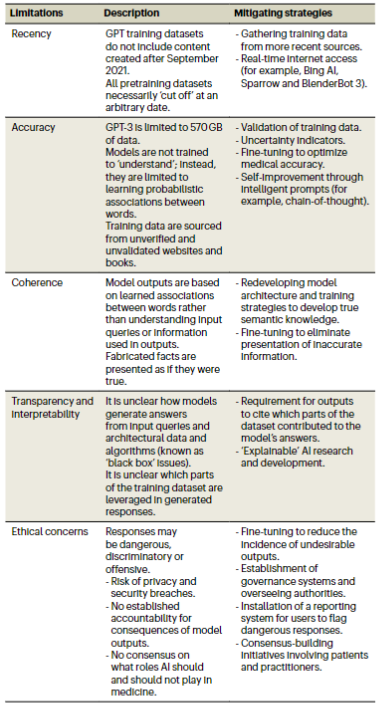 Limitations Description Mitigating strategies
Recency GPT training datasets - Gathering training data
do not include content from more recent sources.
created after September - Real-time internet access
2021. (for example, Bing AI,
All pretraining datasets Sparrow and BlenderBot 3).
necessarily ‘cut off’ at an
arbitrary date.
Accuracy GPT-3 is limited to 570 GB - Validation of training data.
of data. - Uncertainty indicators.
Models are not trained - Fine-tuning to optimize
to ‘understand’; instead, medical accuracy.
they are limited to - Self-improvement through
learning probabilistic intelligent prompts (for
associations between example, chain-of-thought).
words.
Training data are sourced
from unverified and
unvalidated websites and
books.
Coherence Model outputs are based - Redeveloping model
on learned associations architecture and training
between words rather strategies to develop true
than understanding input semantic knowledge.
queries or information - Fine-tuning to eliminate
used in outputs. presentation of inaccurate
Fabricated facts are information.
presented as if they were
true.
Transparency and It is unclear how models - Requirement for outputs
interpretability generate answers to cite which parts of the
from input queries and dataset contributed to the
architectural data and model’s answers.
algorithms (known as - ‘Explainable’ AI research
‘black box’ issues). and development.
It is unclear which parts
of the training dataset are
leveraged in generated
responses.
Ethical concerns Responses may - Fine-tuning to reduce the
be dangerous, incidence of undesirable
discriminatory or outputs.
offensive. - Establishment of
- Risk of privacy and governance systems and
security breaches. overseeing authorities.
- No established - Installation of a reporting
accountability for system for users to flag
consequences of model dangerous responses.
outputs. - Consensus-building
- No consensus on initiatives involving patients
what roles AI should and practitioners.
and should not play in
medicine.